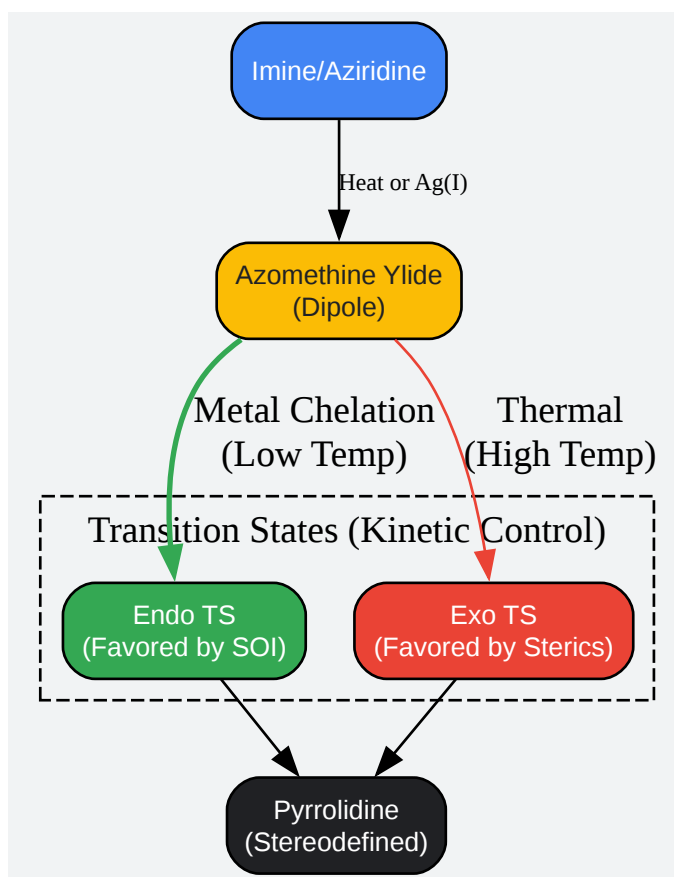 Imine/Aziridine
Heat or Ag(I)
Azomethine Ylide
(Dipole)
Metal Chelation
(Low Temp)
Thermal
(High Temp)
Transition States (Kinetic Control)
Endo TS
(Favored by SOI)
Exo TS
(Favored by Sterics)
Pyrrolidine
(Stereodefined)